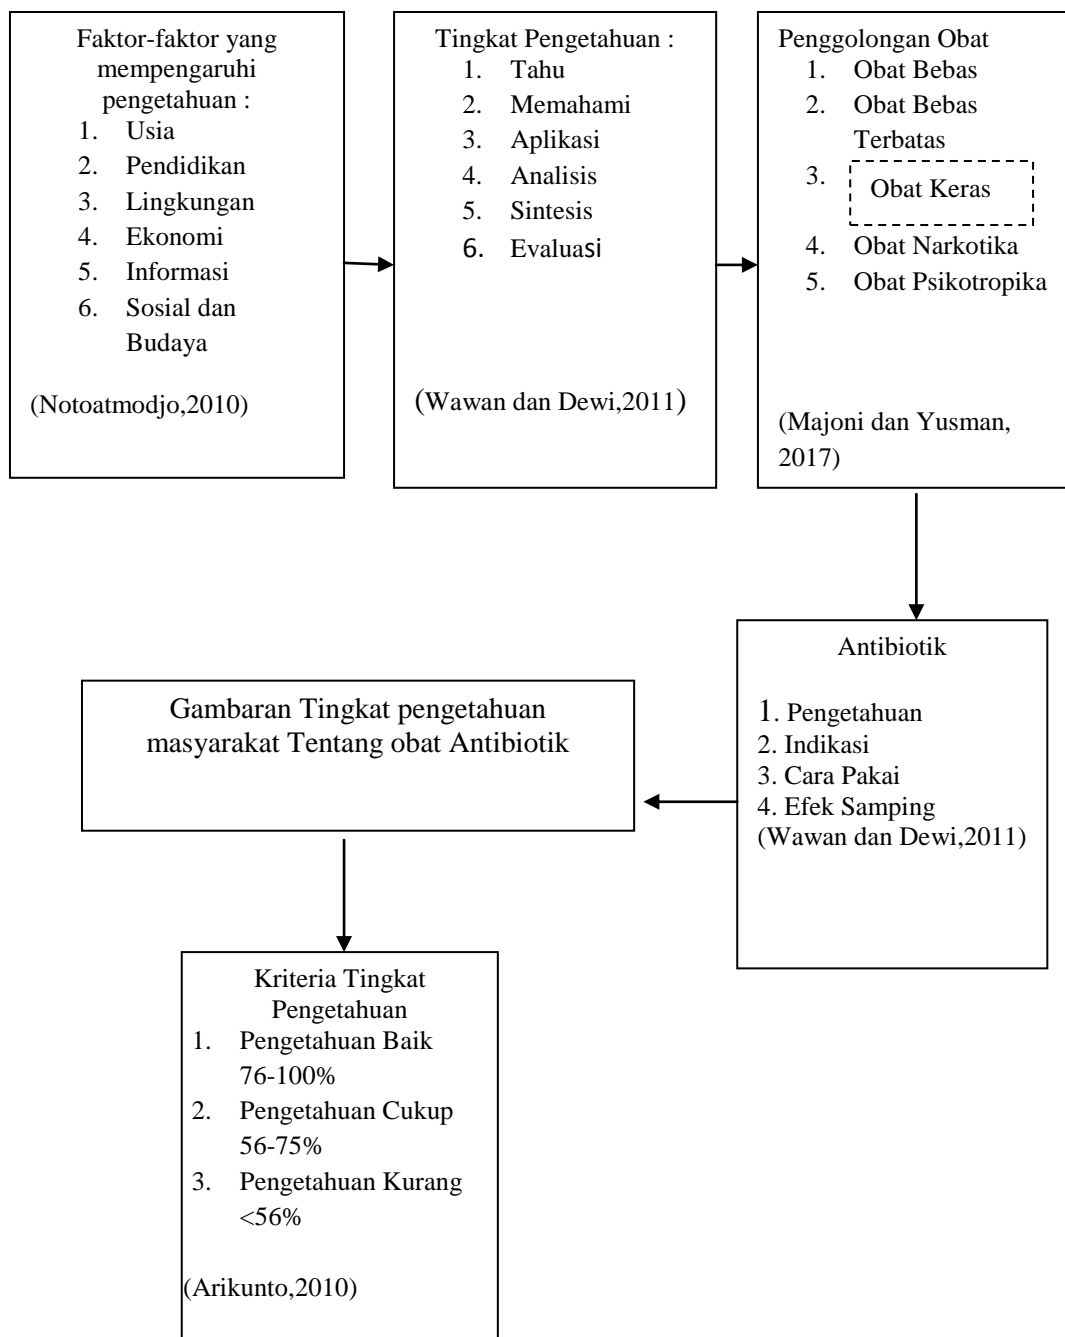 Faktor-faktor yang
mempengaruhi
pengetahuan :
1. Usia
2. Pendidikan
3. Lingkungan
4. Ekonomi
5. Informasi
6. Sosial dan
Budaya
(Notoatmodjo,2010)
Tingkat Pengetahuan :
1. Tahu
2. Memahami
3. Aplikasi
4. Analisis
5. Sintesis
6. Evaluasi
(Wawan dan Dewi,2011)
Penggolongan Obat
1. Obat Bebas
2. Obat Bebas
Terbatas
3. Obat Keras
4. Obat Narkotika
5. Obat Psikotropika
(Majoni dan Yusman,
2017)
Antibiotik
1. Pengetahuan
2. Indikasi
3. Cara Pakai
4. Efek Samping
(Wawan dan Dewi,2011)
Gambaran Tingkat pengetahuan
masyarakat Tentang obat Antibiotik
Kriteria Tingkat
Pengetahuan
1. Pengetahuan Baik
76-100%
2. Pengetahuan Cukup
56-75%
3. Pengetahuan Kurang
<56%
(Arikunto,2010)